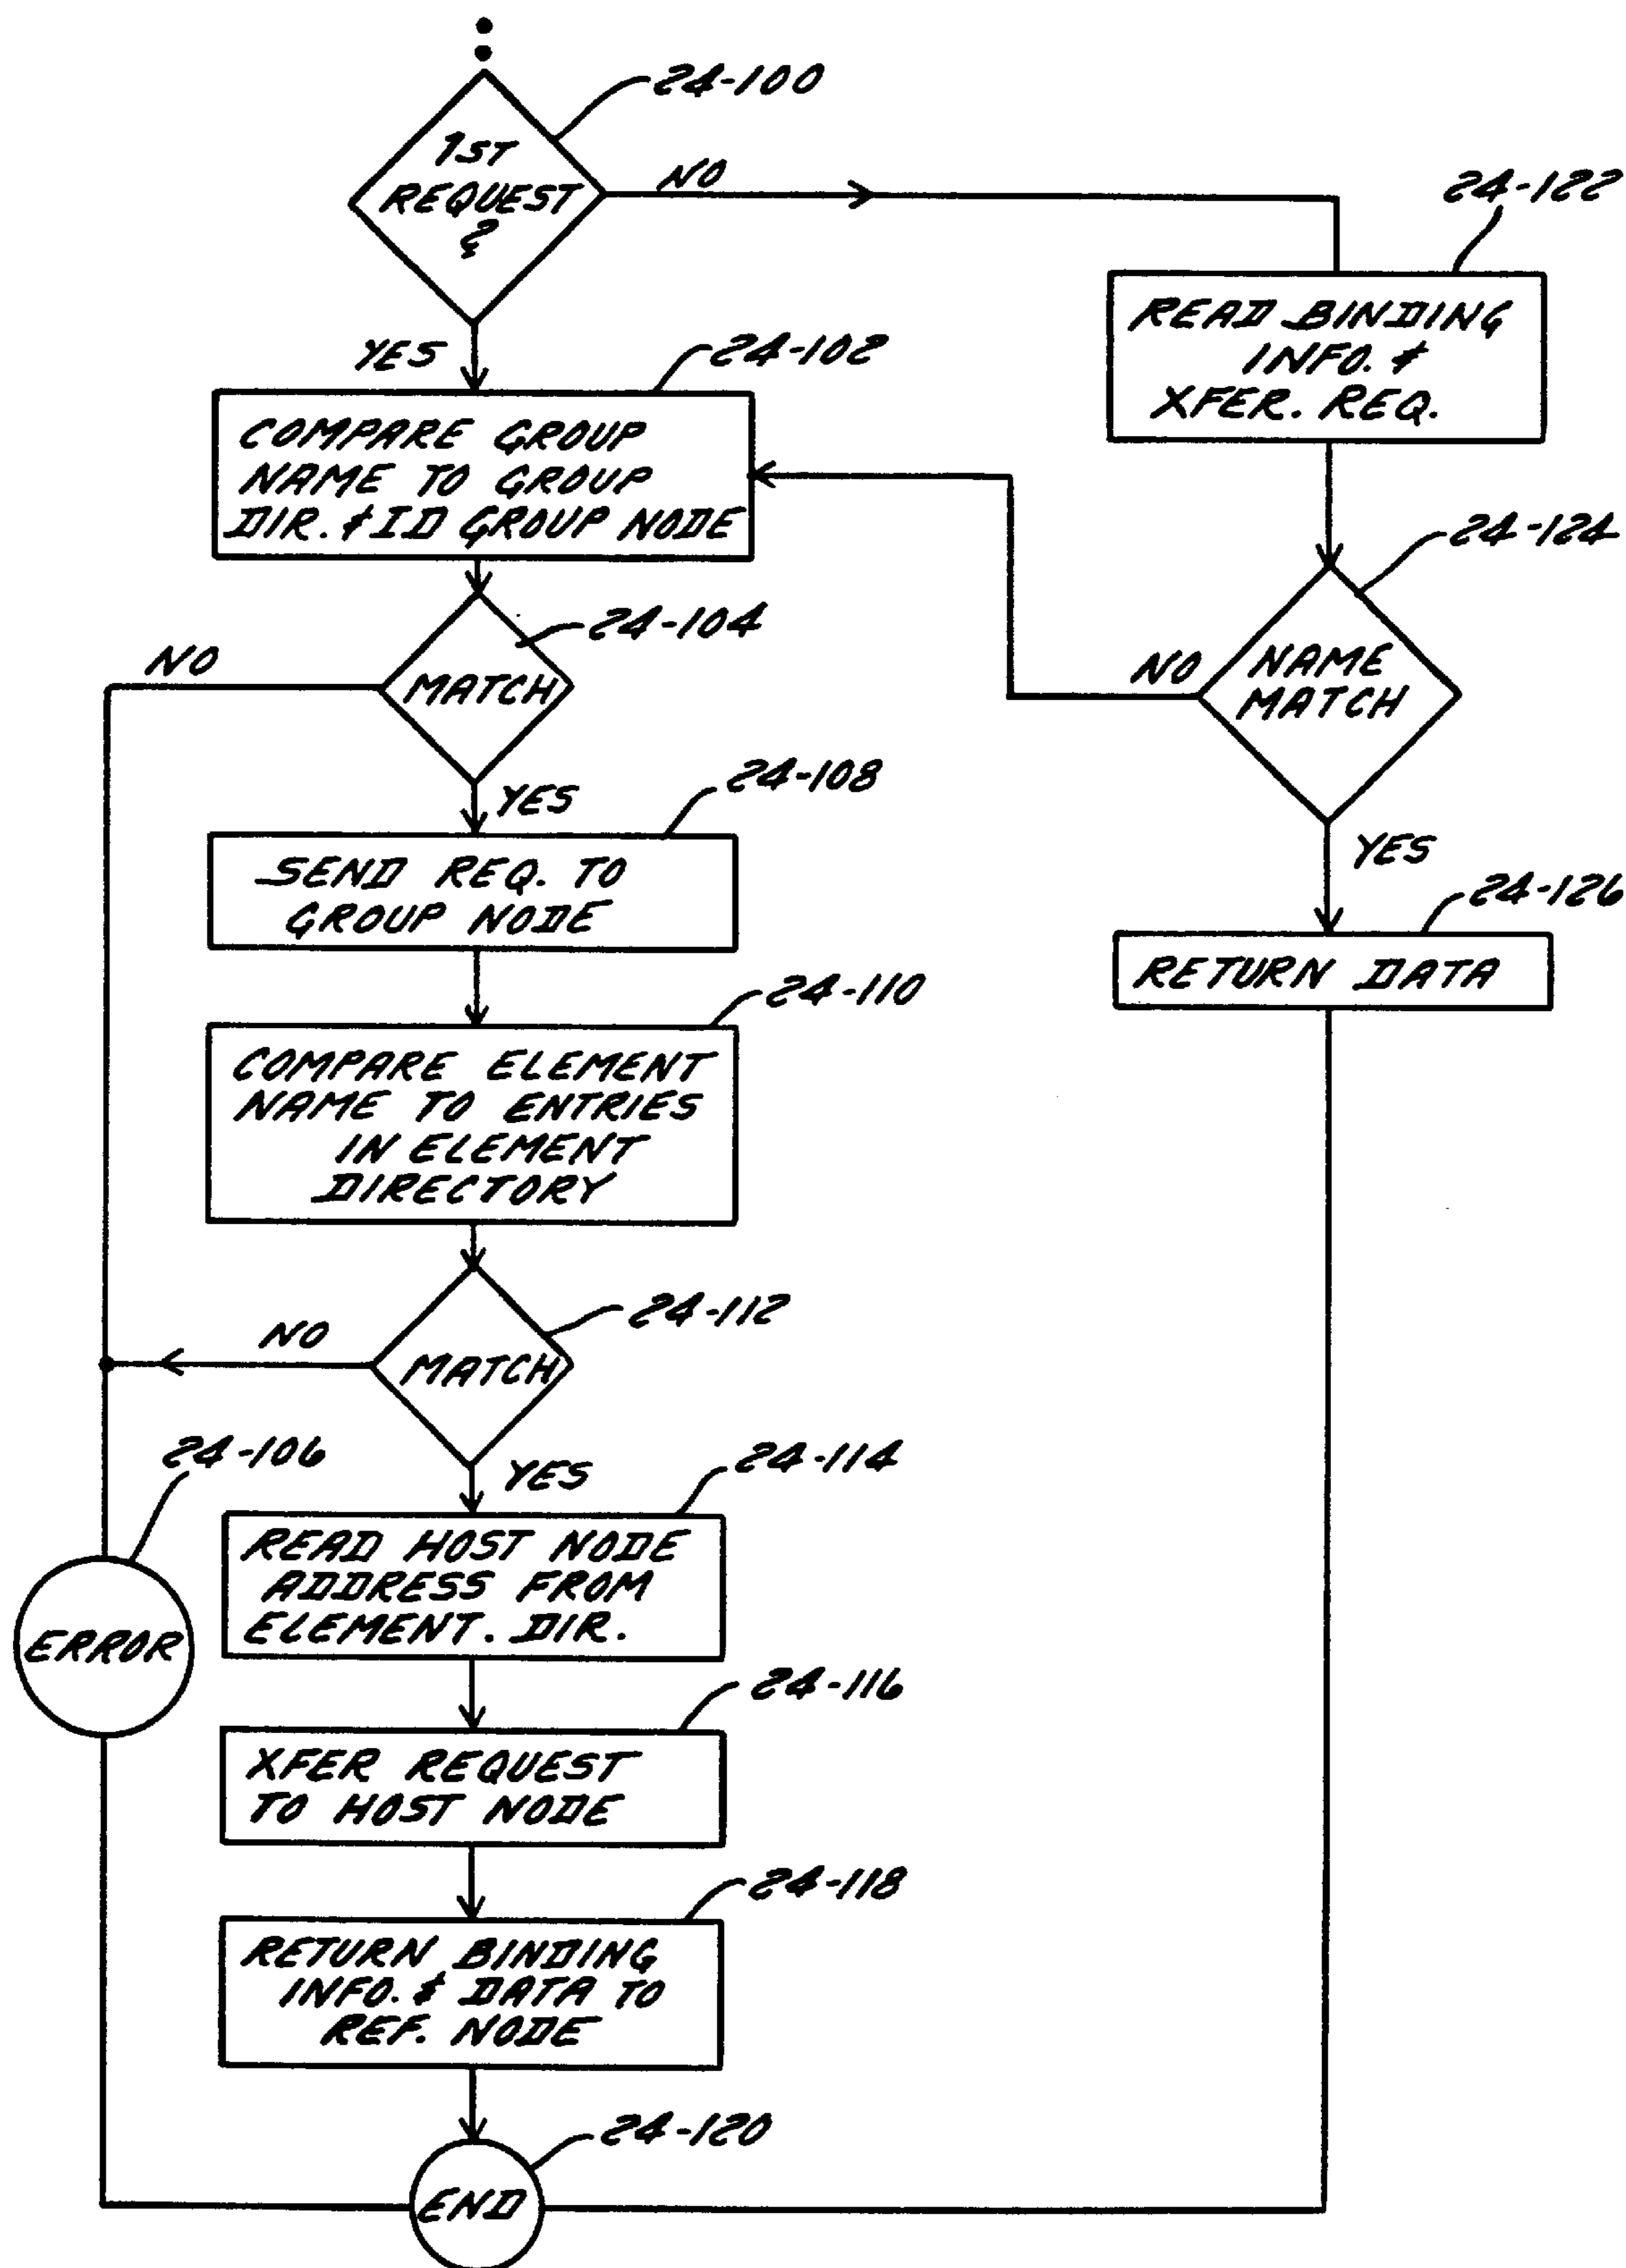 24-100
1ST
REQUEST
?
NO
YES
24-102
COMPARE GROUP
NAME TO GROUP
DIR. & ID GROUP NODE
24-104
MATCH
NO
YES
24-108
SEND REQ. TO
GROUP NODE
24-110
COMPARE ELEMENT
NAME TO ENTRIES
IN ELEMENT
DIRECTORY
24-112
MATCH
NO
YES
24-106
ERROR
24-114
READ HOST NODE
ADDRESS FROM
ELEMENT. DIR.
24-116
XFER REQUEST
TO HOST NODE
24-118
RETURN BINDING
INFO. & DATA TO
REF. NODE
24-120
END
24-122
READ BINDING
INFO. &
XFER. REQ.
24-124
NAME
MATCH
NO
YES
24-126
RETURN DATA